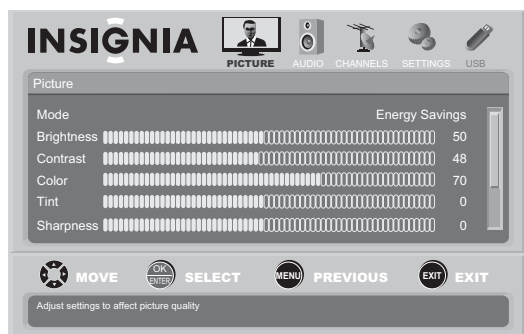 INSIGNIA
PICTURE AUDIO CHANNELS SETTINGS USB
Picture
Mode Energy Savings
Brightness 50
Contrast 48
Color 70
Tint 0
Sharpness 0
MOVE OK ENTER SELECT MENU PREVIOUS EXIT EXIT
Adjust settings to affect picture quality